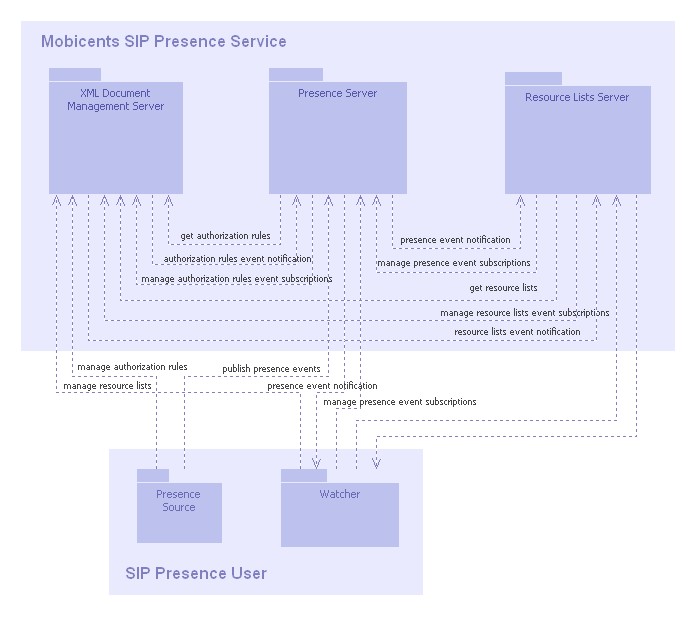 Mobicents SIP Presence Service
XML Document
Management Server
Presence Server
Resource Lists Server
get authorization rules
presence event notification
authorization rules event notification
manage presence event subscriptions
manage authorization rules event subscriptions
get resource lists
manage resource lists event subscriptions
resource lists event notification
manage authorization rules
publish presence events
manage resource lists
presence event notification
manage presence event subscriptions
Presence
Source
Watcher
SIP Presence User